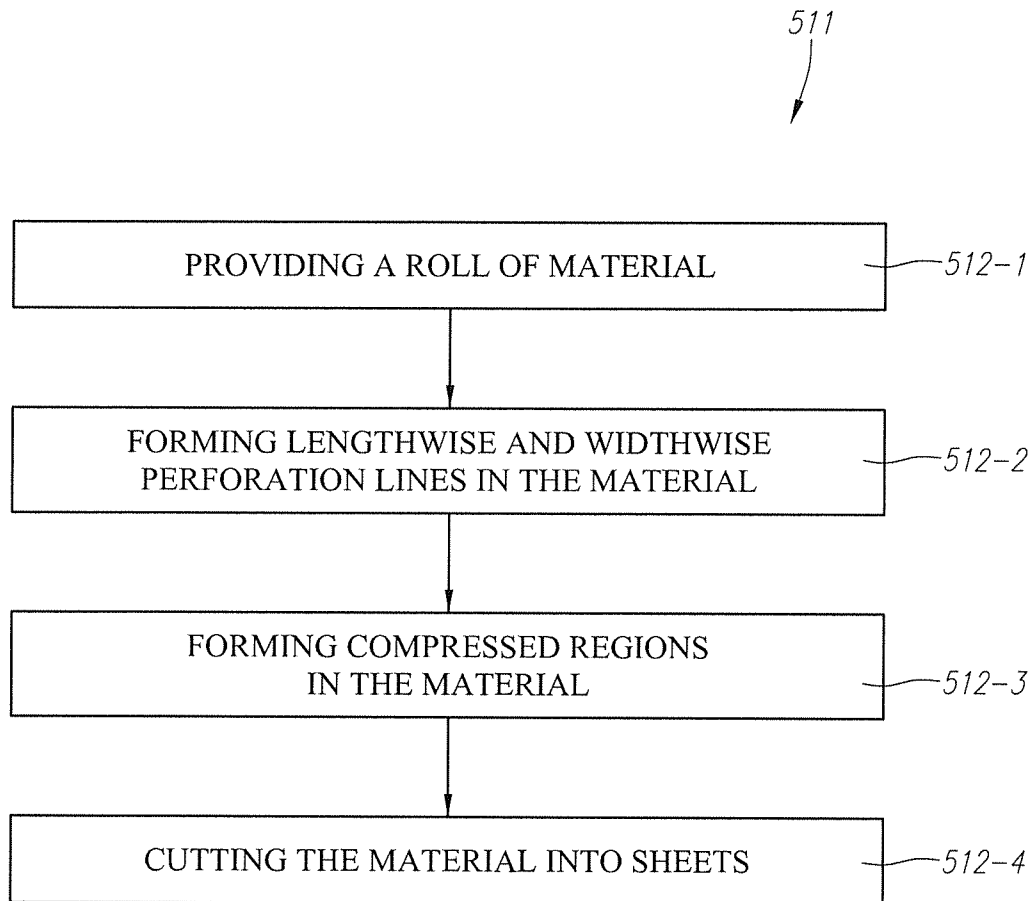 511
PROVIDING A ROLL OF MATERIAL
512-1
FORMING LENGTHWISE AND WIDTHWISE
PERFORATION LINES IN THE MATERIAL
512-2
FORMING COMPRESSED REGIONS
IN THE MATERIAL
512-3
CUTTING THE MATERIAL INTO SHEETS
512-4